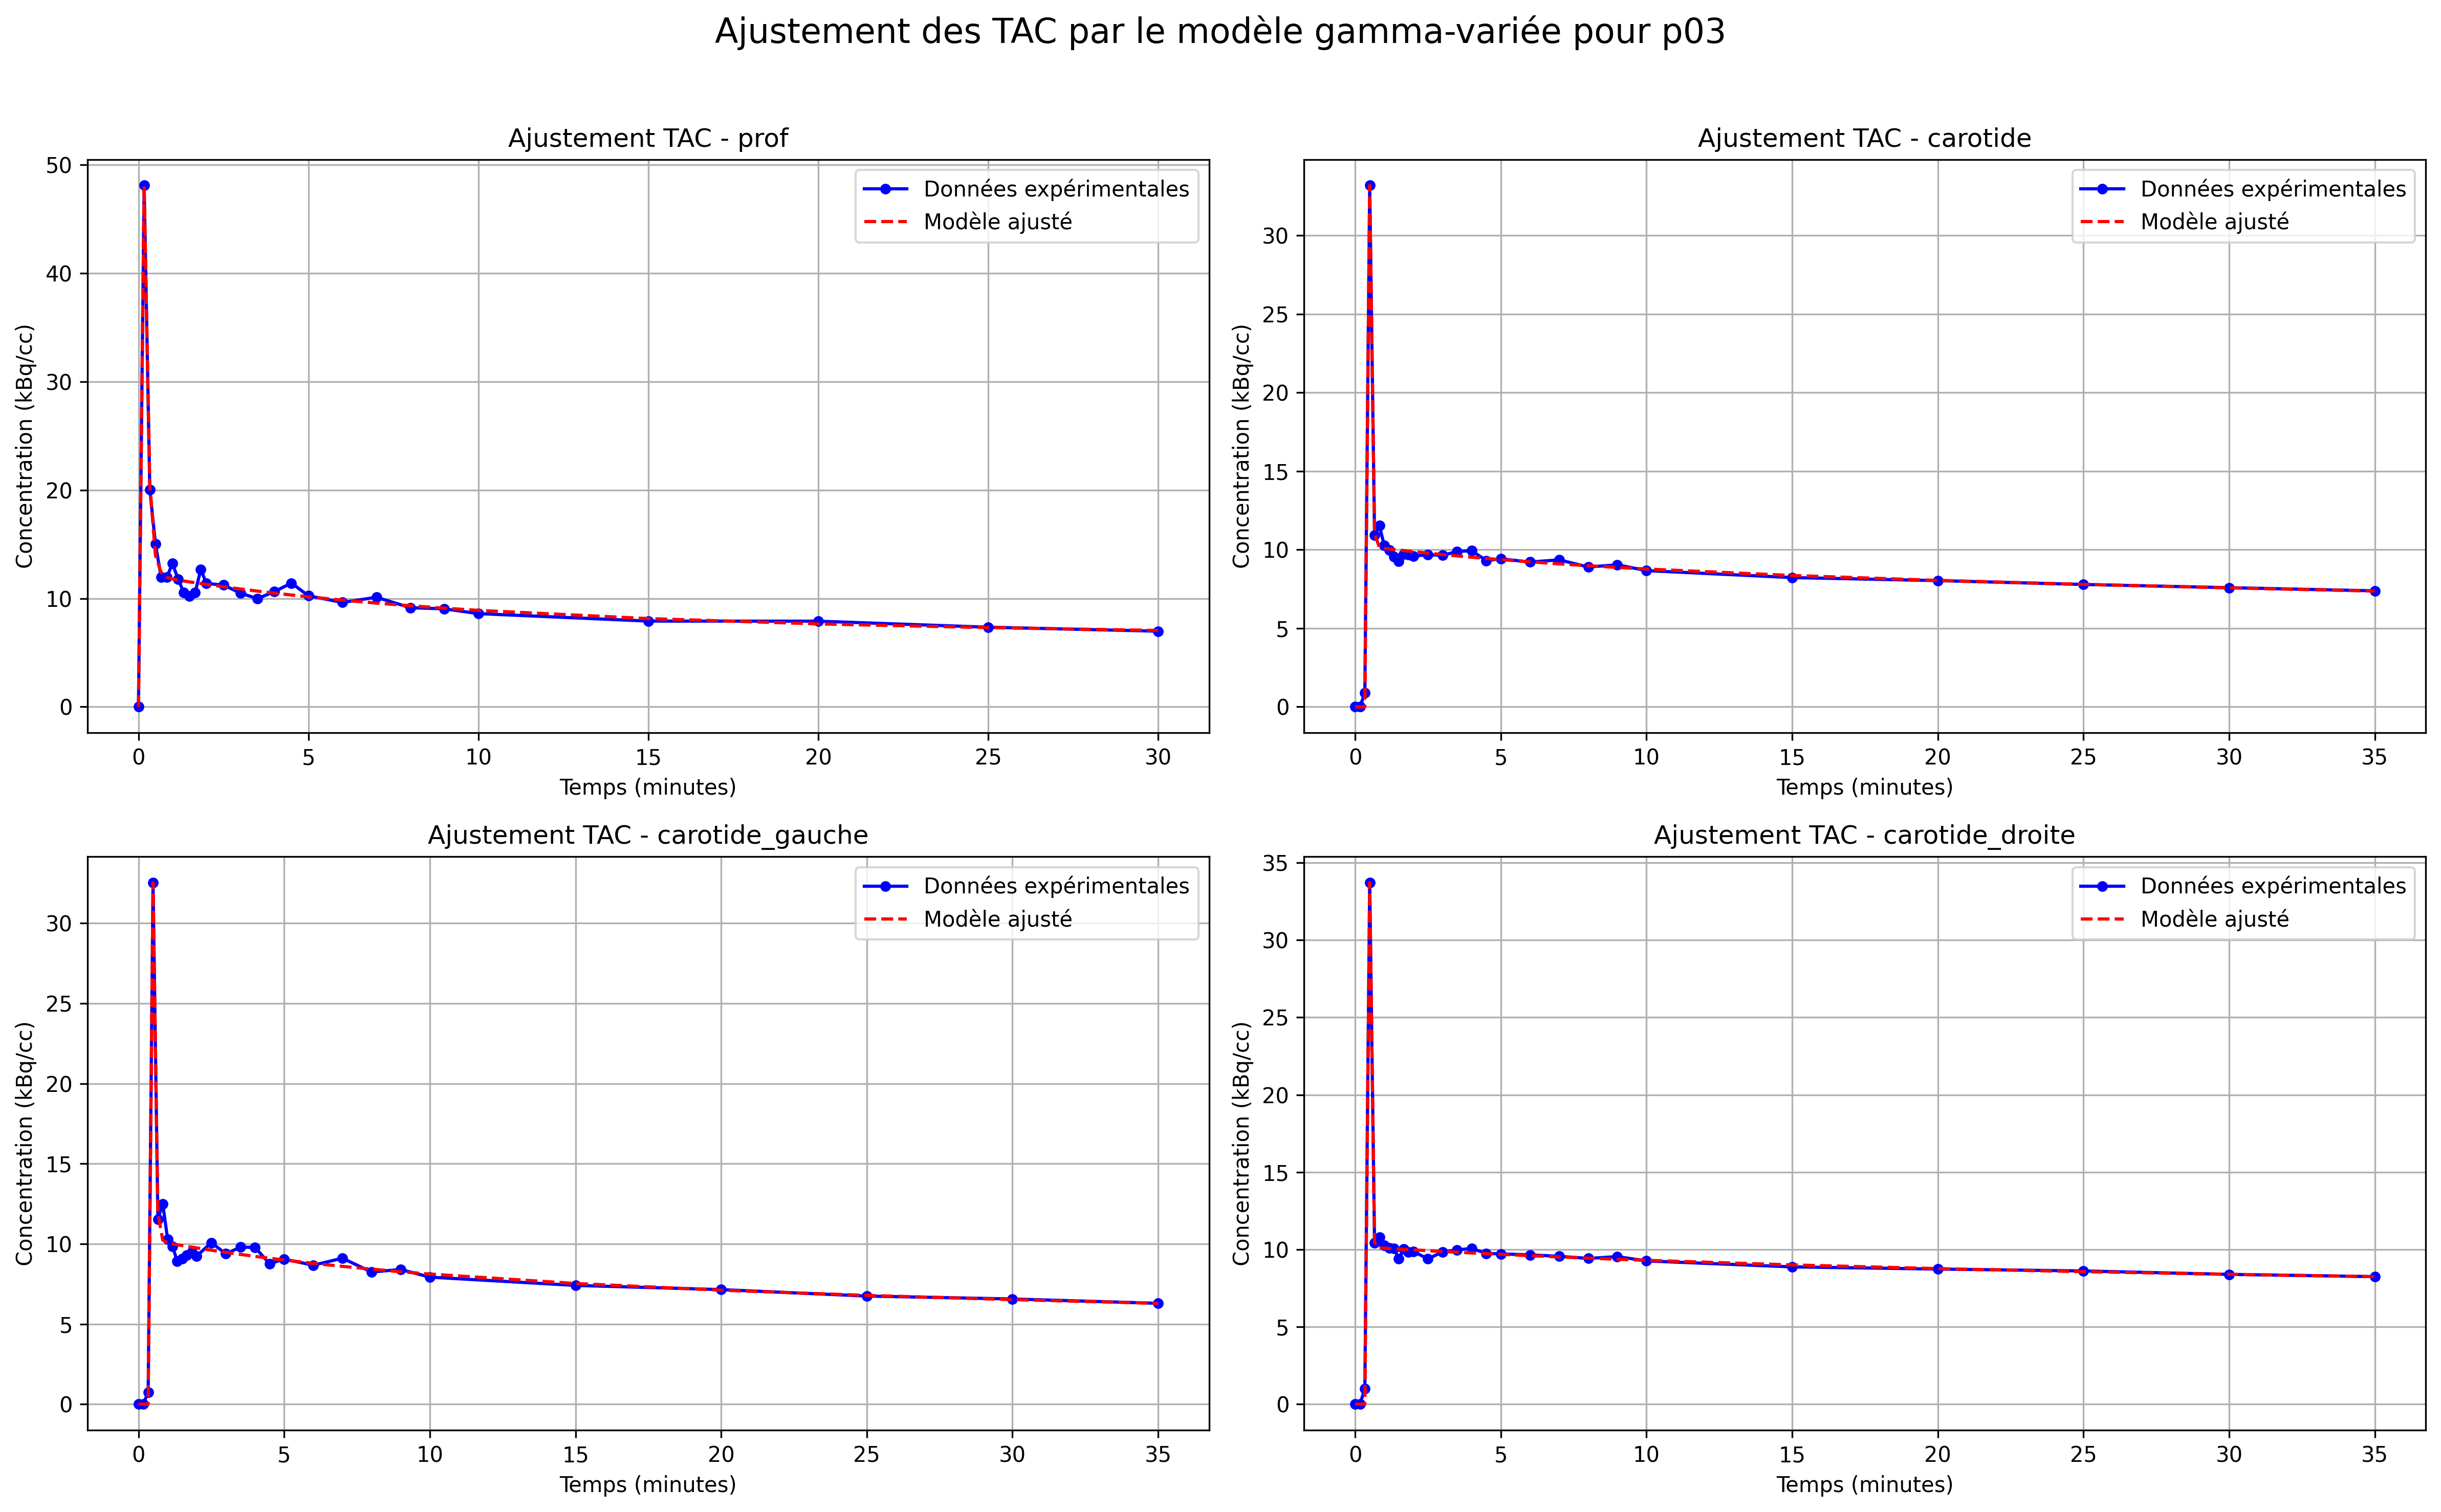 Ajustement des TAC par le modèle gamma-variée pour p03
Ajustement TAC - prof
50
40
30
20
10
0
Concentration (kBq/cc)
Données expérimentales
Modèle ajusté
0 5 10 15 20 25 30
Temps (minutes)
Ajustement TAC - carotide
30
25
20
15
10
5
0
Concentration (kBq/cc)
Données expérimentales
Modèle ajusté
0 5 10 15 20 25 30 35
Temps (minutes)
Ajustement TAC - carotide_gauche
30
25
20
15
10
5
0
Concentration (kBq/cc)
Données expérimentales
Modèle ajusté
0 5 10 15 20 25 30 35
Temps (minutes)
Ajustement TAC - carotide_droite
35
30
25
20
15
10
5
0
Concentration (kBq/cc)
Données expérimentales
Modèle ajusté
0 5 10 15 20 25 30 35
Temps (minutes)